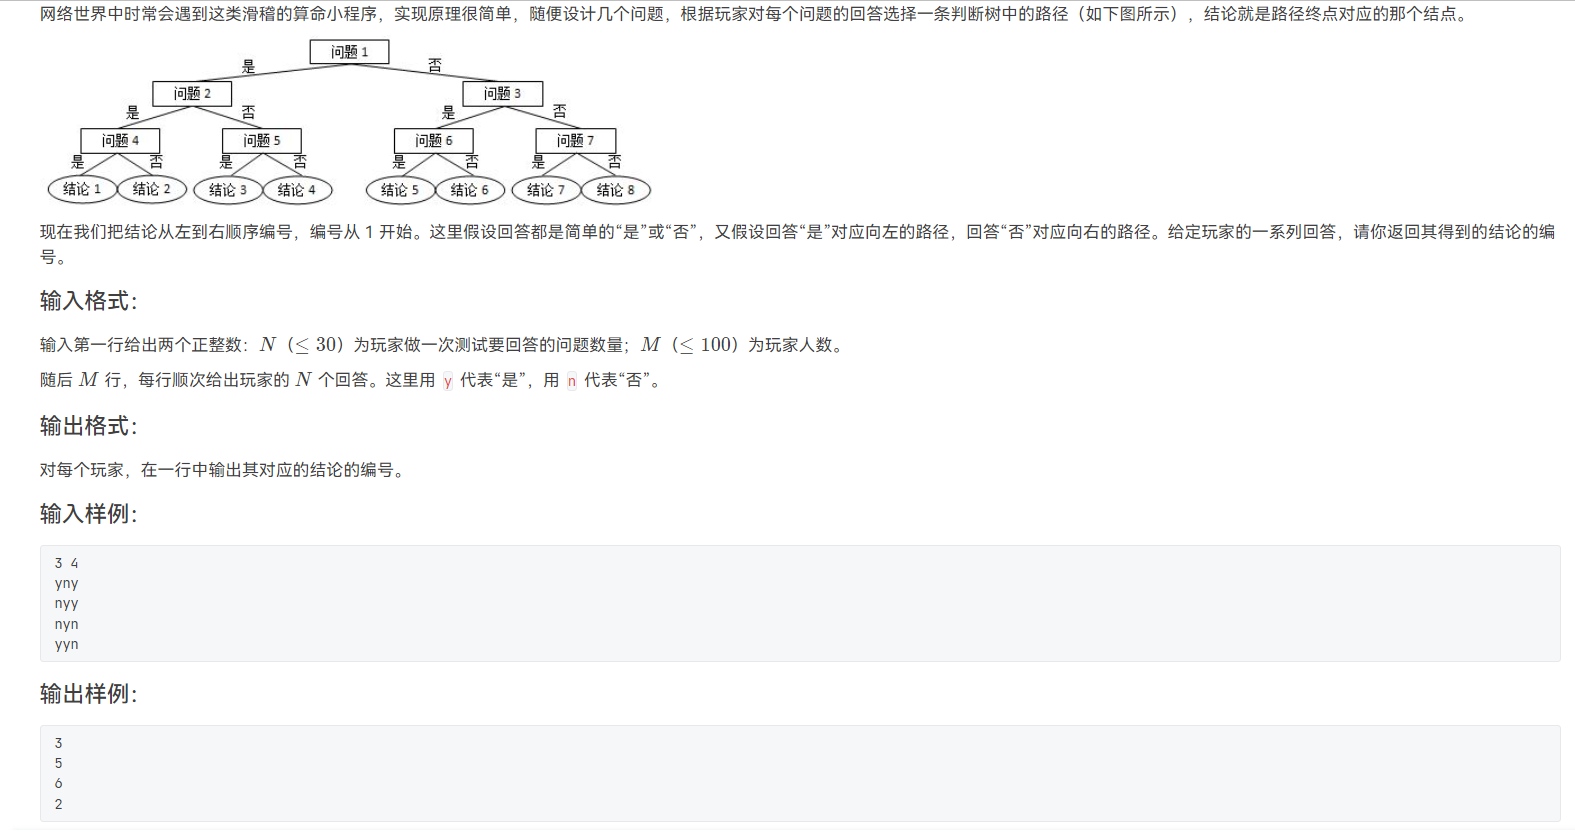 网络世界中时常会遇到这类滑稽的算命小程序，实现原理很简单，随便设计几个问题，根据玩家对每个问题的回答选择一条判断树中的路径（如下图所示），结论就是路径终点对应的那个结点。
问题 1
是 否
问题 2 问题 3
是 否 是 否
问题 4 问题 5 问题 6 问题 7
是 否 是 否 是 否 是 否
结论 1 结论 2 结论 3 结论 4 结论 5 结论 6 结论 7 结论 8
现在我们把结论从左到右顺序编号，编号从 1 开始。这里假设回答都是简单的“是”或“否”，又假设回答“是”对应向左的路径，回答“否”对应向右的路径。给定玩家的一系列回答，请你返回其得到的结论的编
号。
输入格式：
输入第一行给出两个正整数：N（≤ 30）为玩家做一次测试要回答的问题数量；M（≤ 100）为玩家人数。
随后 M 行，每行顺次给出玩家的 N 个回答。这里用 y 代表“是”，用 n 代表“否”。
输出格式：
对每个玩家，在一行中输出其对应的结论的编号。
输入样例：
3 4
yny
nyy
nyn
yyn
输出样例：
3
5
6
2